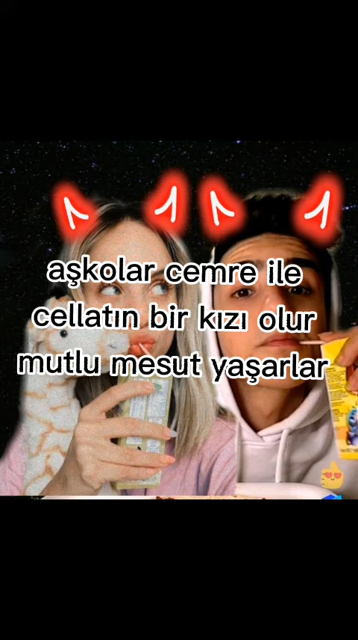 aşkolar cemre ile
cellatın bir kızı olur
mutlu mesut yaşarlar